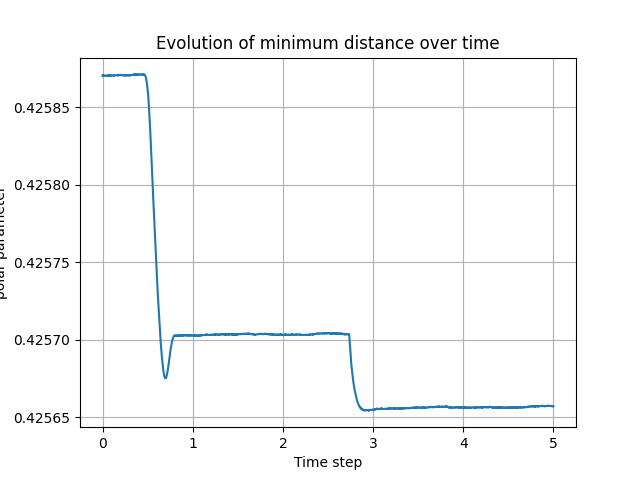 Evolution of minimum distance over time
polar parameter
0.42585
0.42580
0.42575
0.42570
0.42565
0 1 2 3 4 5
Time step